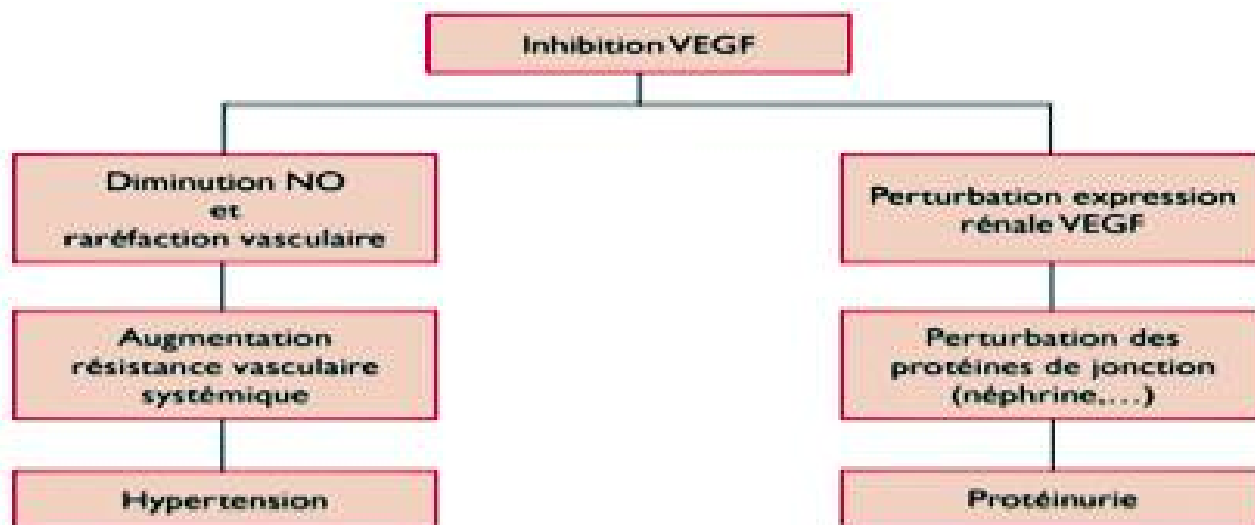 Inhibition VEGF
Diminution NO
et
raréfaction vasculaire
Perturbation expression
rénale VEGF
Augmentation
résistance vasculaire
systémique
Perturbation des
protéines de jonction
(néphrine,...)
Hypertension
Protéinurie